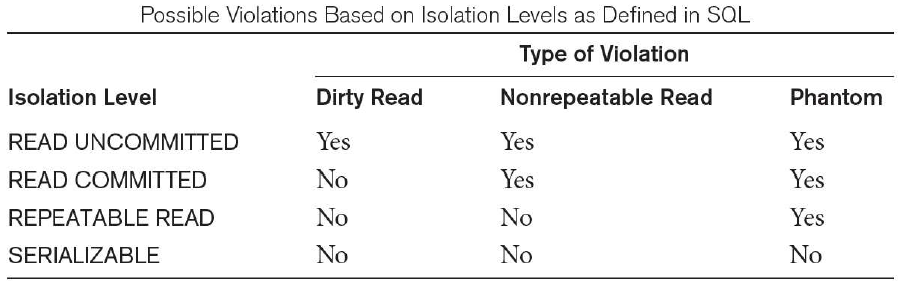 Possible Violations Based on Isolation Levels as Defined in SQL
Type of Violation
Isolation Level Dirty Read Nonrepeatable Read Phantom
READ UNCOMMITTED Yes Yes Yes
READ COMMITTED No Yes Yes
REPEATABLE READ No No Yes
SERIALIZABLE No No No